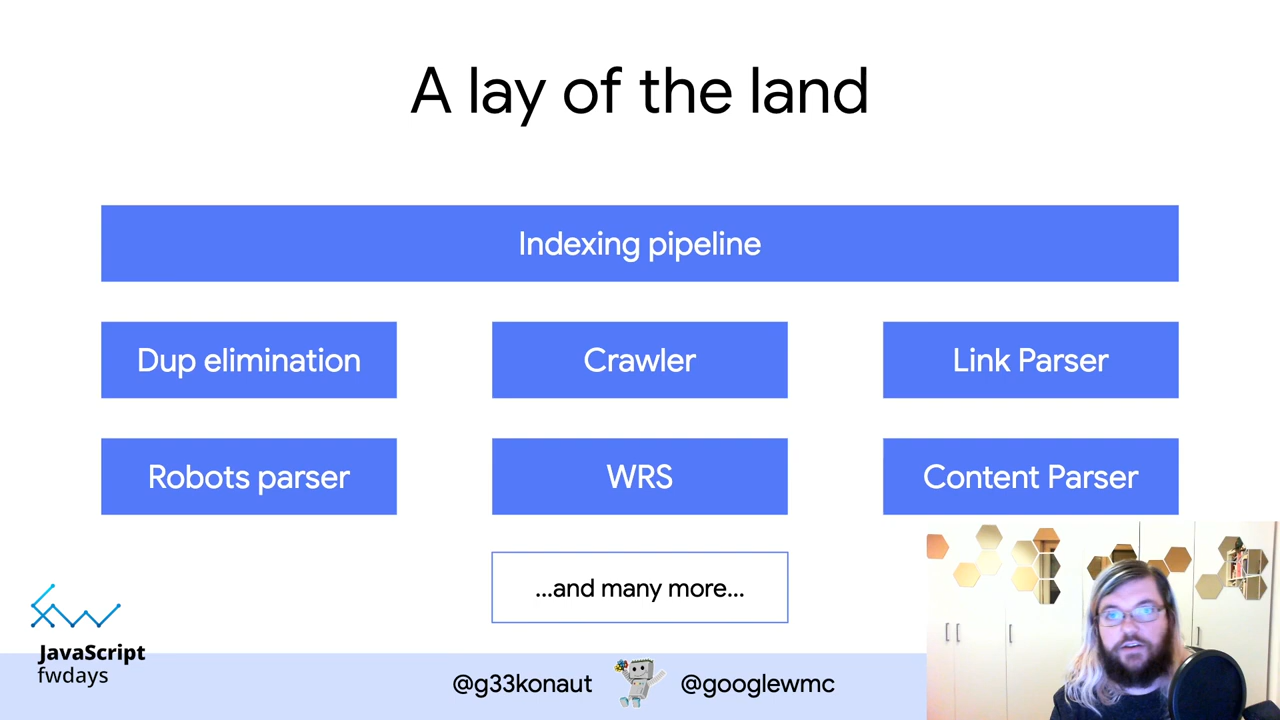 A lay of the land
Indexing pipeline
Dup elimination
Crawler
Link Parser
Robots parser
WRS
Content Parser
...and many more...
JavaScript
fwdays
@g33konaut
@googlewmc